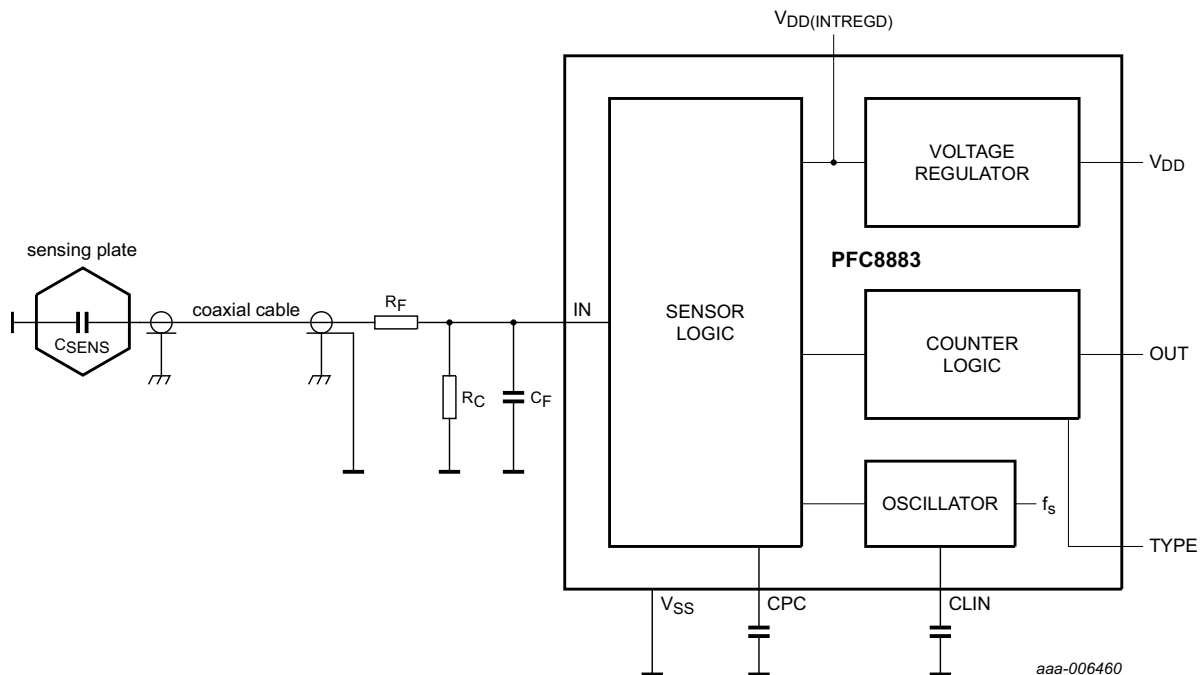 VDD(INTREGD)
VOLTAGE
REGULATOR
VDD
sensing plate
PFC8883
coaxial cable
RF
IN
SENSOR
LOGIC
CSENS
COUNTER
LOGIC
OUT
RC
CF
OSCILLATOR
fs
TYPE
VSS
CPC
CLIN
aaa-006460